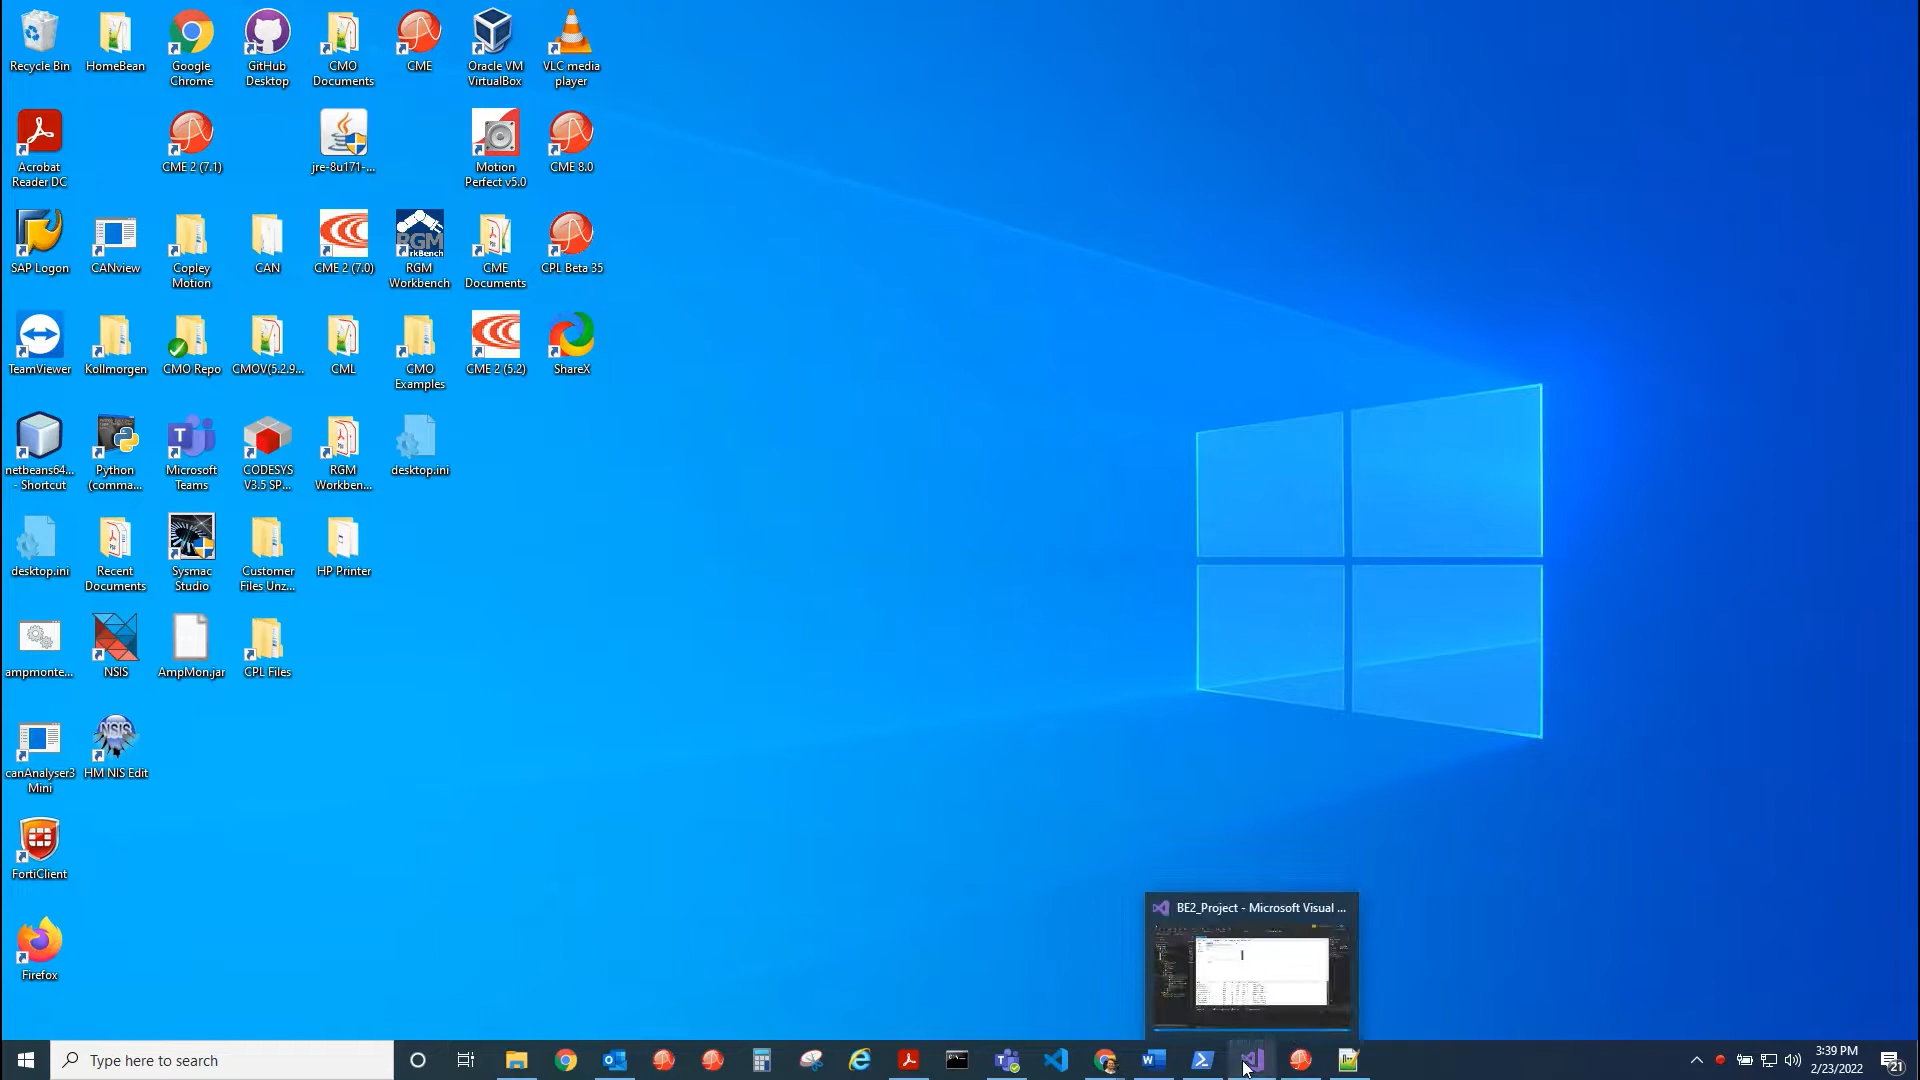 Recycle Bin
HomeBean
Google
Chrome
GitHub
Desktop
CMO
Documents
CME
Oracle VM
VirtualBox
VLC media
player
Acrobat
Reader DC
CME 2 (7.1)
jre-8u171-...
Motion
Perfect v5.0
CME 8.0
SAP Logon
CANview
Copley
Motion
CAN
CME 2 (7.0)
RGM
rkBench
RGM
Workbench
CME
Documents
CPL Beta 35
TeamViewer
Kollmorgen
CMO Repo
CMOV(5.2.9...
CML
CMO
Examples
CME 2 (5.2)
ShareX
netbeans64...
- Shortcut
Python
(comma...
Microsoft
Teams
CODESYS
V3.5 SP...
RGM
Workben...
desktop.ini
desktop.ini
Recent
Documents
Sysmac
Studio
Customer
Files Unz...
HP Printer
ampmonte...
NSIS
AmpMon.jar
CPL Files
canAnalyser3
Mini
NSIS
HM NIS Edit
FortiClient
Firefox
BE2_Project - Microsoft Visual ...
Type here to search
3:39 PM
2/23/2022
21